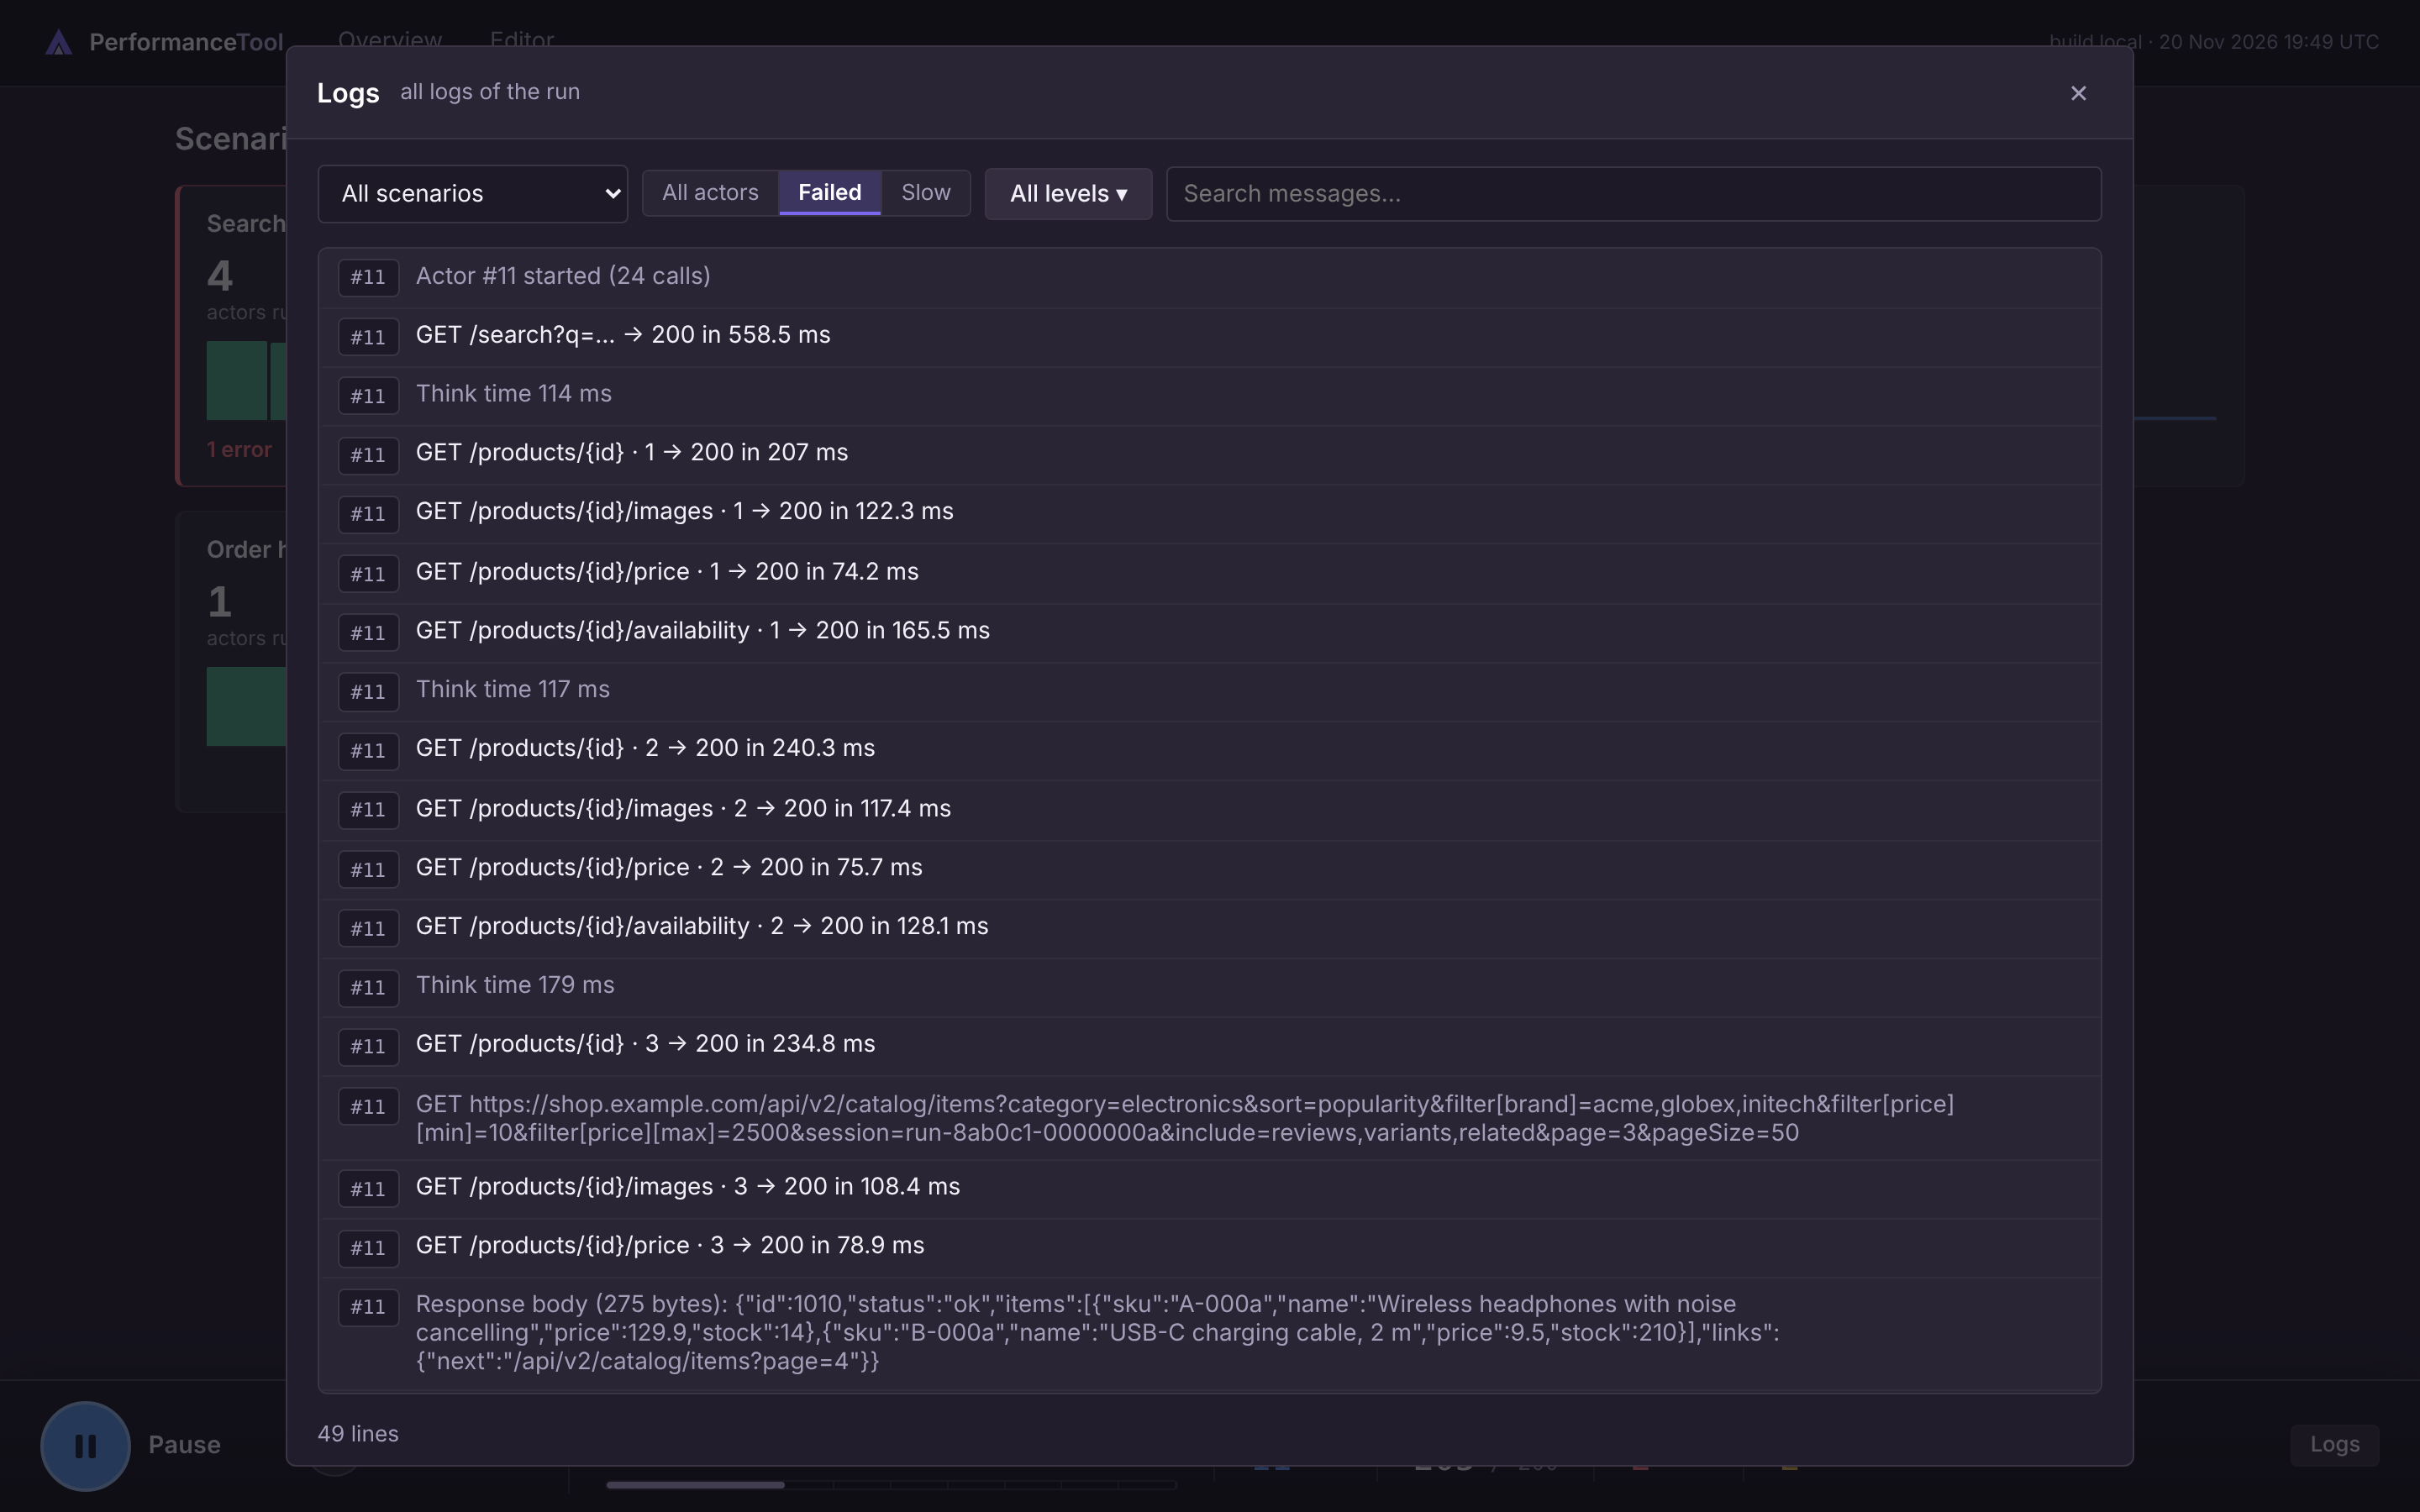 PerformanceTool
Overview
Editor
build local · 20 Nov 2026 19:49 UTC
Logs
all logs of the run
×
All scenarios
All actors
Failed
Slow
All levels ▾
Search messages...
#11 Actor #11 started (24 calls)
#11 GET /search?q=... → 200 in 558.5 ms
#11 Think time 114 ms
#11 GET /products/{id} · 1 → 200 in 207 ms
#11 GET /products/{id}/images · 1 → 200 in 122.3 ms
#11 GET /products/{id}/price · 1 → 200 in 74.2 ms
#11 GET /products/{id}/availability · 1 → 200 in 165.5 ms
#11 Think time 117 ms
#11 GET /products/{id} · 2 → 200 in 240.3 ms
#11 GET /products/{id}/images · 2 → 200 in 117.4 ms
#11 GET /products/{id}/price · 2 → 200 in 75.7 ms
#11 GET /products/{id}/availability · 2 → 200 in 128.1 ms
#11 Think time 179 ms
#11 GET /products/{id} · 3 → 200 in 234.8 ms
#11 GET https://shop.example.com/api/v2/catalog/items?category=electronics&sort=popularity&filter[brand]=acme,globex,initech&filter[price]
[min]=10&filter[price][max]=2500&session=run-8ab0c1-0000000a&include=reviews,variants,related&page=3&pageSize=50
#11 GET /products/{id}/images · 3 → 200 in 108.4 ms
#11 GET /products/{id}/price · 3 → 200 in 78.9 ms
#11 Response body (275 bytes): {"id":1010,"status":"ok","items":[{"sku":"A-000a","name":"Wireless headphones with noise
cancelling","price":129.9,"stock":14},{"sku":"B-000a","name":"USB-C charging cable, 2 m","price":9.5,"stock":210}],"links":
{"next":"/api/v2/catalog/items?page=4"}}
49 lines
Search
4
actors
1 error
Order
1
actors
Pause
Logs